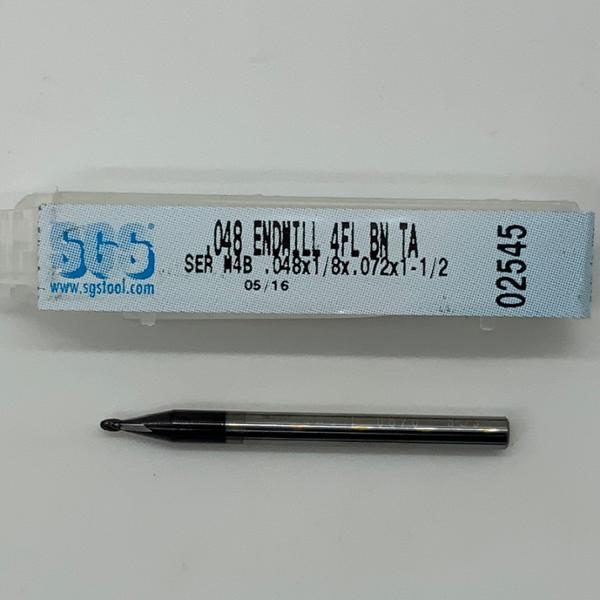 SGS
www.sgstool.com
.048 ENDMILL 4FL BN TA
SER M4B .048x1/8x.072x1-1/2
05/16
02545